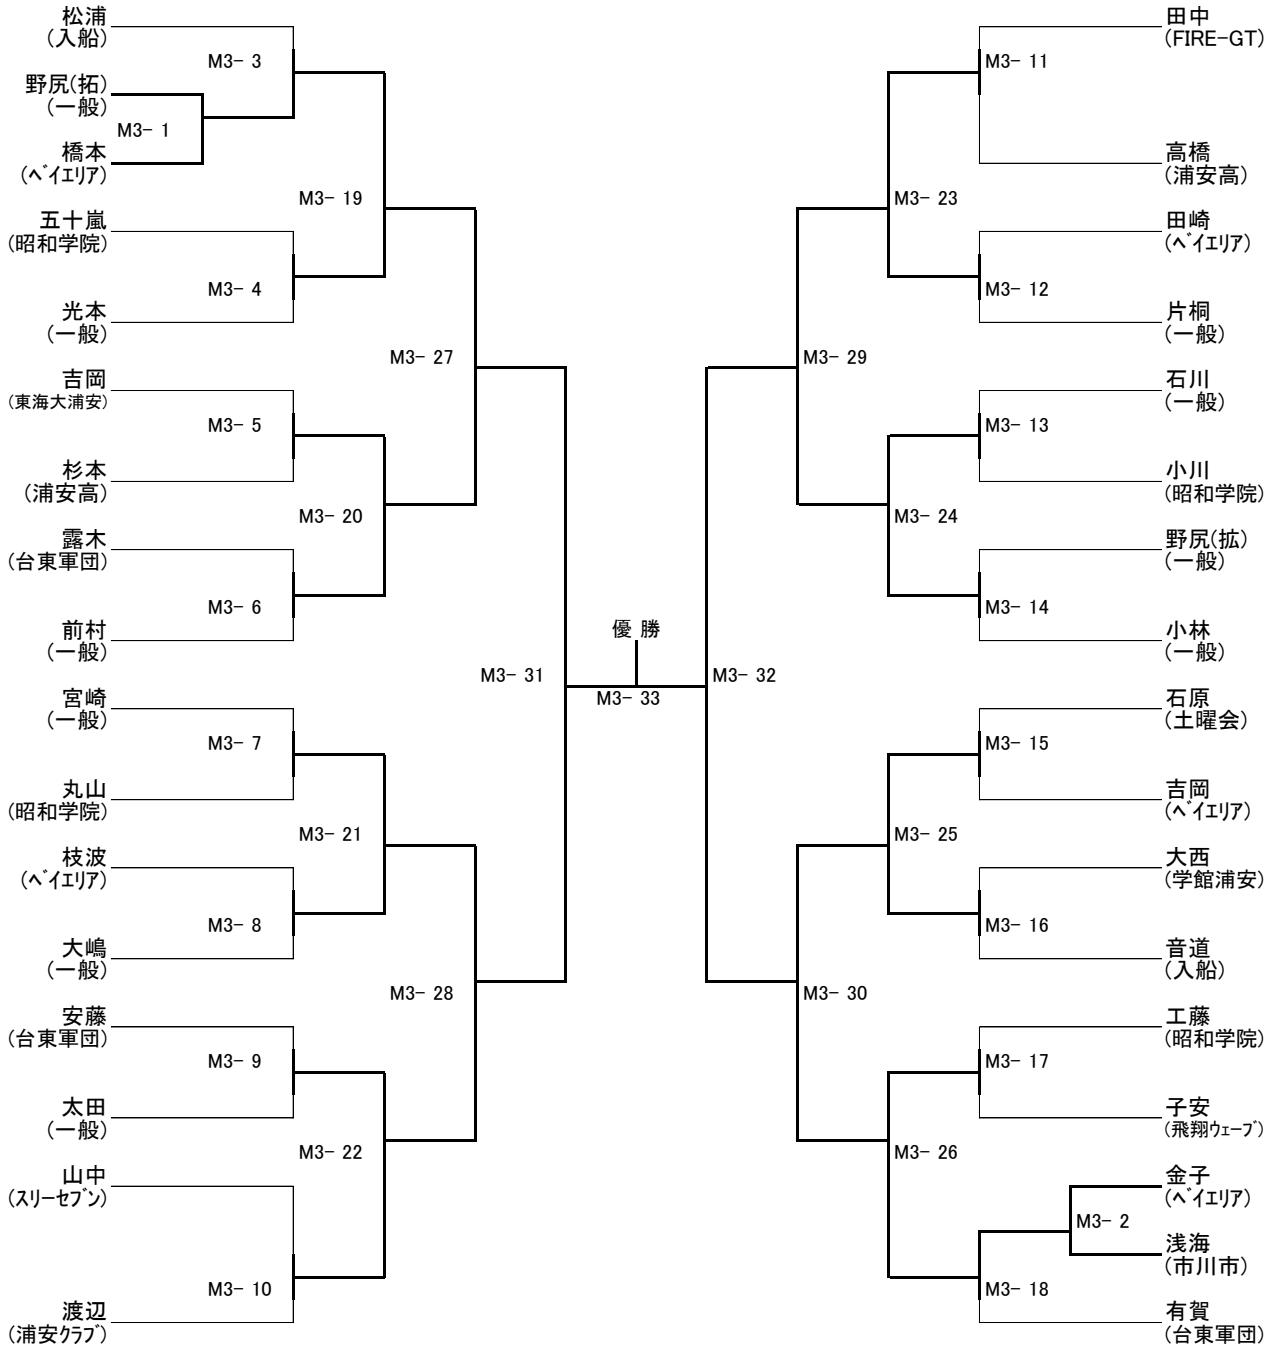 松浦
(入船)
M3- 3
野尻(拓)
(一般)
M3- 1
橋本
(ﾍﾞｲｴﾘｱ)
M3- 19
五十嵐
(昭和学院)
M3- 4
光本
(一般)
M3- 27
吉岡
(東海大浦安)
M3- 5
杉本
(浦安高)
M3- 20
露木
(台東軍団)
M3- 6
前村
(一般)
M3- 31
宮崎
(一般)
M3- 7
丸山
(昭和学院)
M3- 21
枝波
(ﾍﾞｲｴﾘｱ)
M3- 8
大嶋
(一般)
M3- 28
安藤
(台東軍団)
M3- 9
太田
(一般)
M3- 22
山中
(ｽﾘｰｾﾌﾞﾝ)
M3- 10
渡辺
(浦安ｸﾗﾌﾞ)
優 勝
M3- 33
田中
(FIRE-GT)
M3- 11
高橋
(浦安高)
M3- 23
田崎
(ﾍﾞｲｴﾘｱ)
M3- 12
片桐
(一般)
M3- 29
石川
(一般)
M3- 13
小川
(昭和学院)
M3- 24
野尻(拡)
(一般)
M3- 14
小林
(一般)
M3- 32
石原
(土曜会)
M3- 15
吉岡
(ﾍﾞｲｴﾘｱ)
M3- 25
大西
(学館浦安)
M3- 16
音道
(入船)
M3- 30
工藤
(昭和学院)
M3- 17
子安
(飛翔ｳｪｰﾌﾞ)
M3- 26
金子
(ﾍﾞｲｴﾘｱ)
M3- 2
浅海
(市川市)
M3- 18
有賀
(台東軍団)